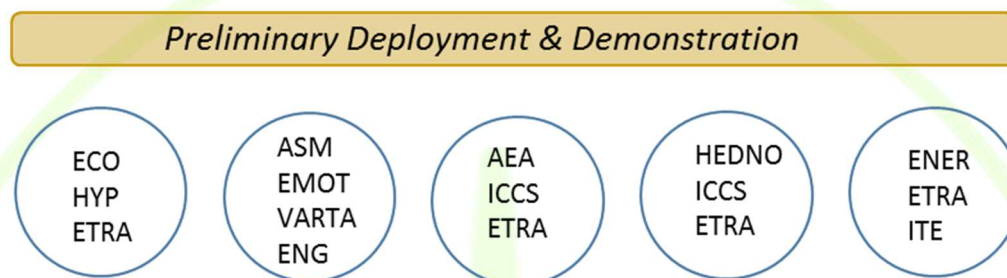 Preliminary Deployment & Demonstration
ECO
HYP
ETRA
ASM
EMOT
VARTA
ENG
AEA
ICCS
ETRA
HEDNO
ICCS
ETRA
ENER
ETRA
ITE